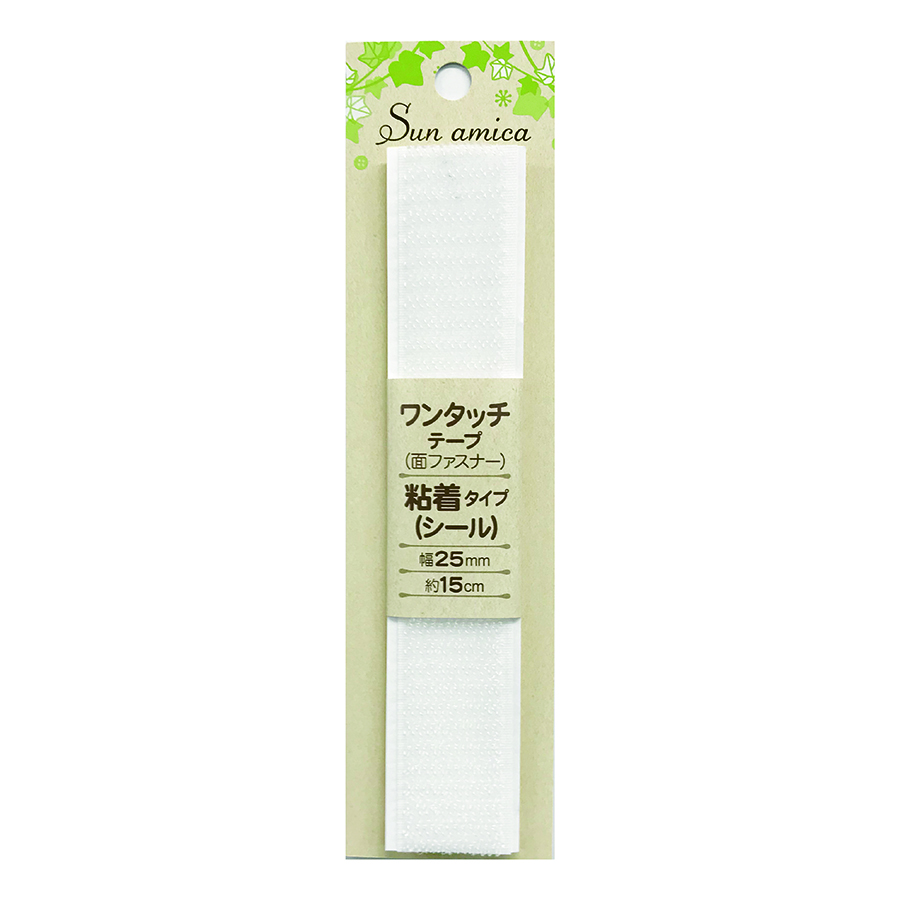 Sun amica
ワンタッチ
テープ
(面ファスナー)
粘着タイプ
(シール)
幅25mm
約15cm